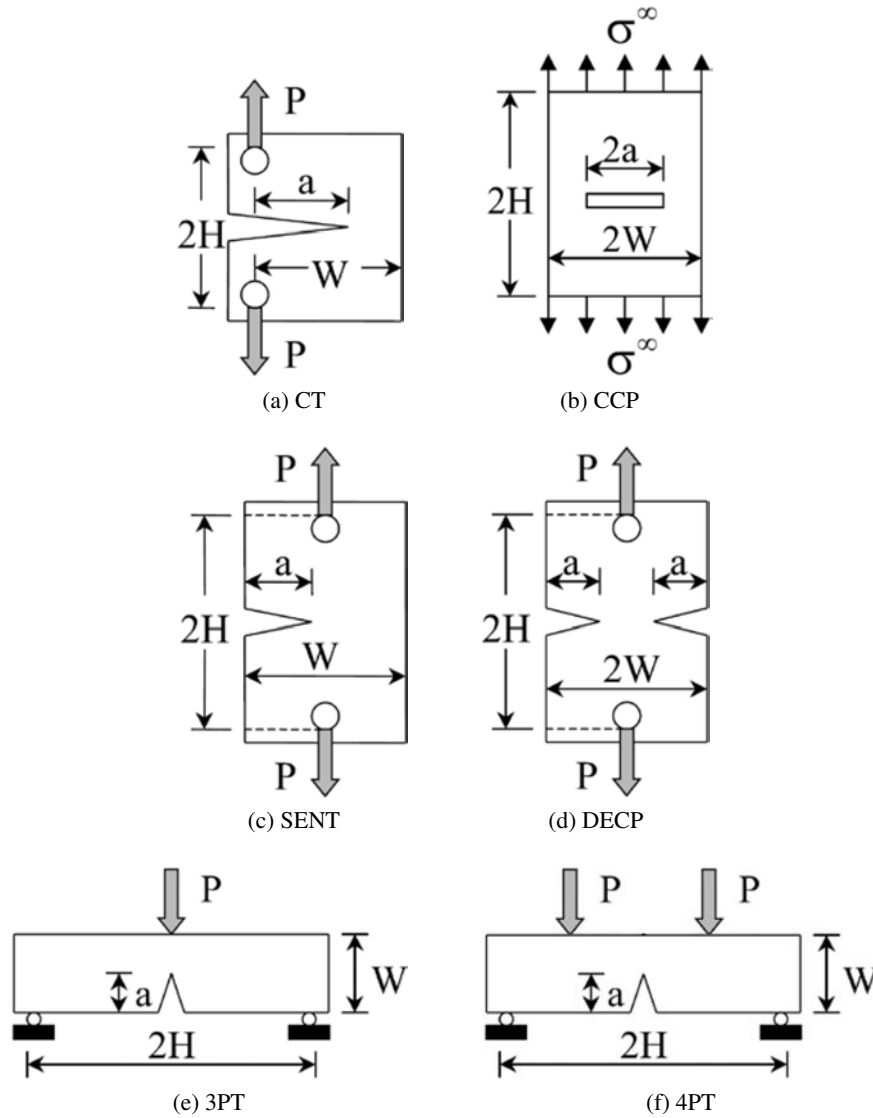 P
a
2H
W
P
(a) CT
σ∞
2a
2H
2W
σ∞
(b) CCP
P
a
2H
W
P
(c) SENT
P
a a
2H
2W
P
(d) DECP
P
a
W
2H
(e) 3PT
P P
a
W
2H
(f) 4PT